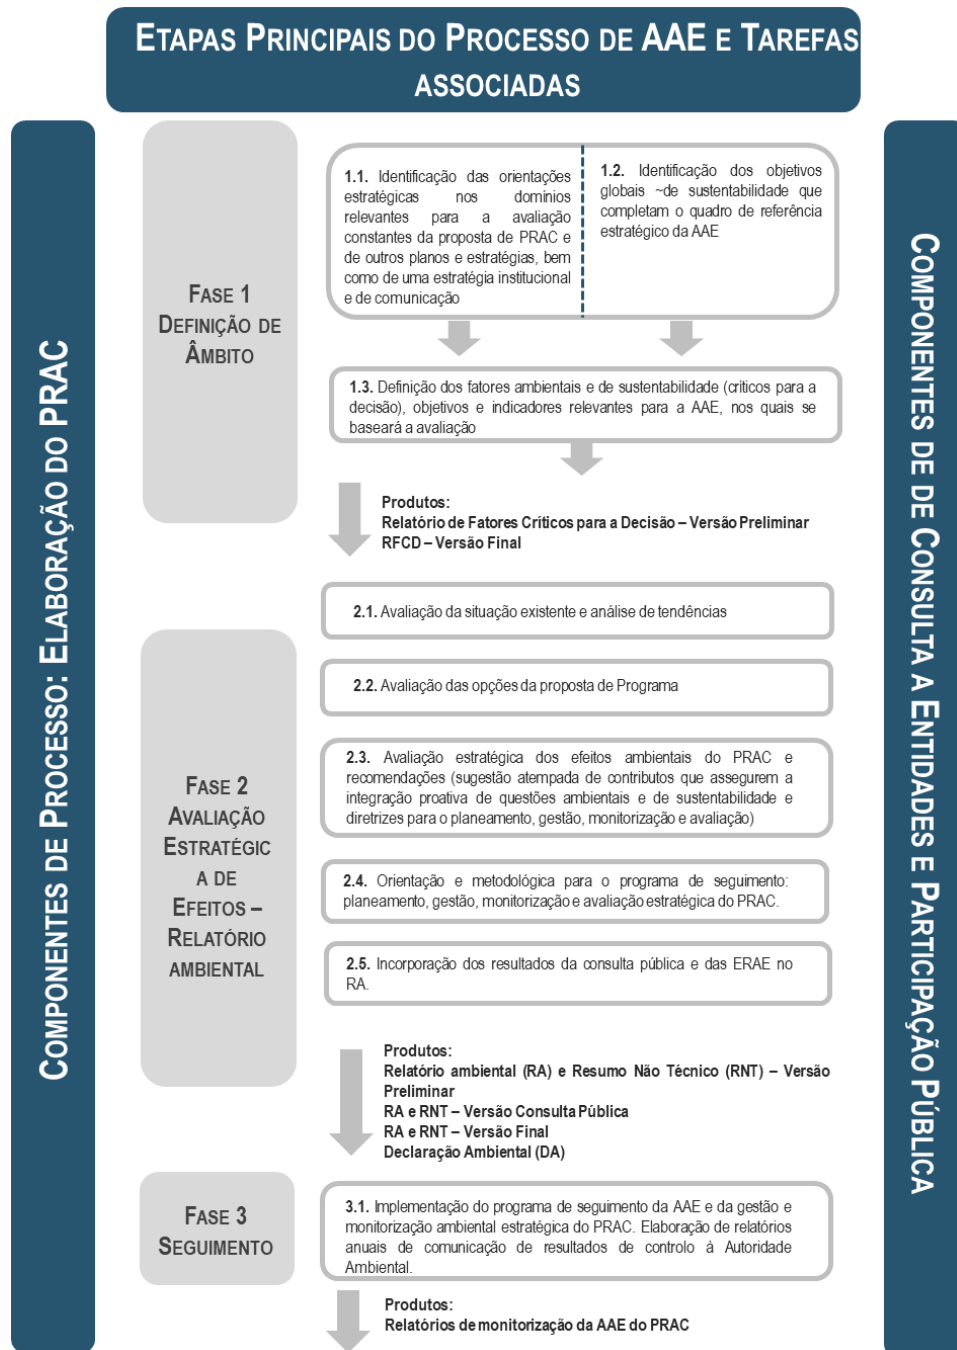 ETAPAS PRINCIPAIS DO PROCESSO DE AAE E TAREFAS
ASSOCIADAS
COMPONENTES DE PROCESSO: ELABORAÇÃO DO PRAC
FASE 1
DEFINIÇÃO DE
ÂMBITO
1.1. Identificação das orientações
estratégicas nos domínios
relevantes para a avaliação
constantes da proposta de PRAC e
de outros planos e estratégias, bem
como de uma estratégia institucional
e de comunicação
1.2. Identificação dos objetivos
globais ~de sustentabilidade que
completam o quadro de referência
estratégico da AAE
1.3. Definição dos fatores ambientais e de sustentabilidade (críticos para a
decisão), objetivos e indicadores relevantes para a AAE, nos quais se
baseará a avaliação
Produtos:
Relatório de Fatores Críticos para a Decisão – Versão Preliminar
RFCD – Versão Final
FASE 2
AVALIAÇÃO
ESTRATÉGIC
A DE
EFEITOS –
RELATÓRIO
AMBIENTAL
2.1. Avaliação da situação existente e análise de tendências
2.2. Avaliação das opções da proposta de Programa
2.3. Avaliação estratégica dos efeitos ambientais do PRAC e
recomendações (sugestão atempada de contributos que assegurem a
integração proativa de questões ambientais e de sustentabilidade e
diretrizes para o planeamento, gestão, monitorização e avaliação)
2.4. Orientação e metodológica para o programa de seguimento:
planeamento, gestão, monitorização e avaliação estratégica do PRAC.
2.5. Incorporação dos resultados da consulta pública e das ERAE no
RA.
Produtos:
Relatório ambiental (RA) e Resumo Não Técnico (RNT) – Versão
Preliminar
RA e RNT – Versão Consulta Pública
RA e RNT – Versão Final
Declaração Ambiental (DA)
FASE 3
SEGUIMENTO
3.1. Implementação do programa de seguimento da AAE e da gestão e
monitorização ambiental estratégica do PRAC. Elaboração de relatórios
anuais de comunicação de resultados de controlo à Autoridade
Ambiental.
Produtos:
Relatórios de monitorização da AAE do PRAC
COMPONENTES DE DE CONSULTA A ENTIDADES E PARTICIPAÇÃO PÚBLICA